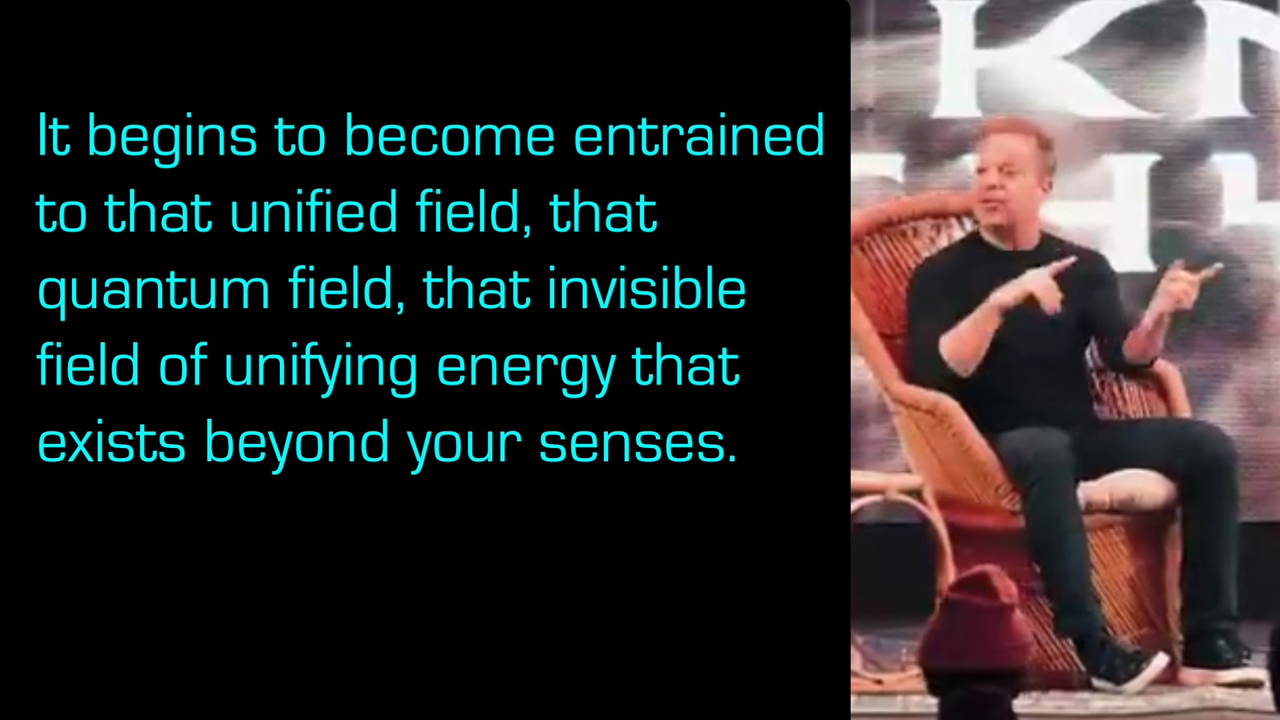 It begins to become entrained
to that unified field, that
quantum field, that invisible
field of unifying energy that
exists beyond your senses.